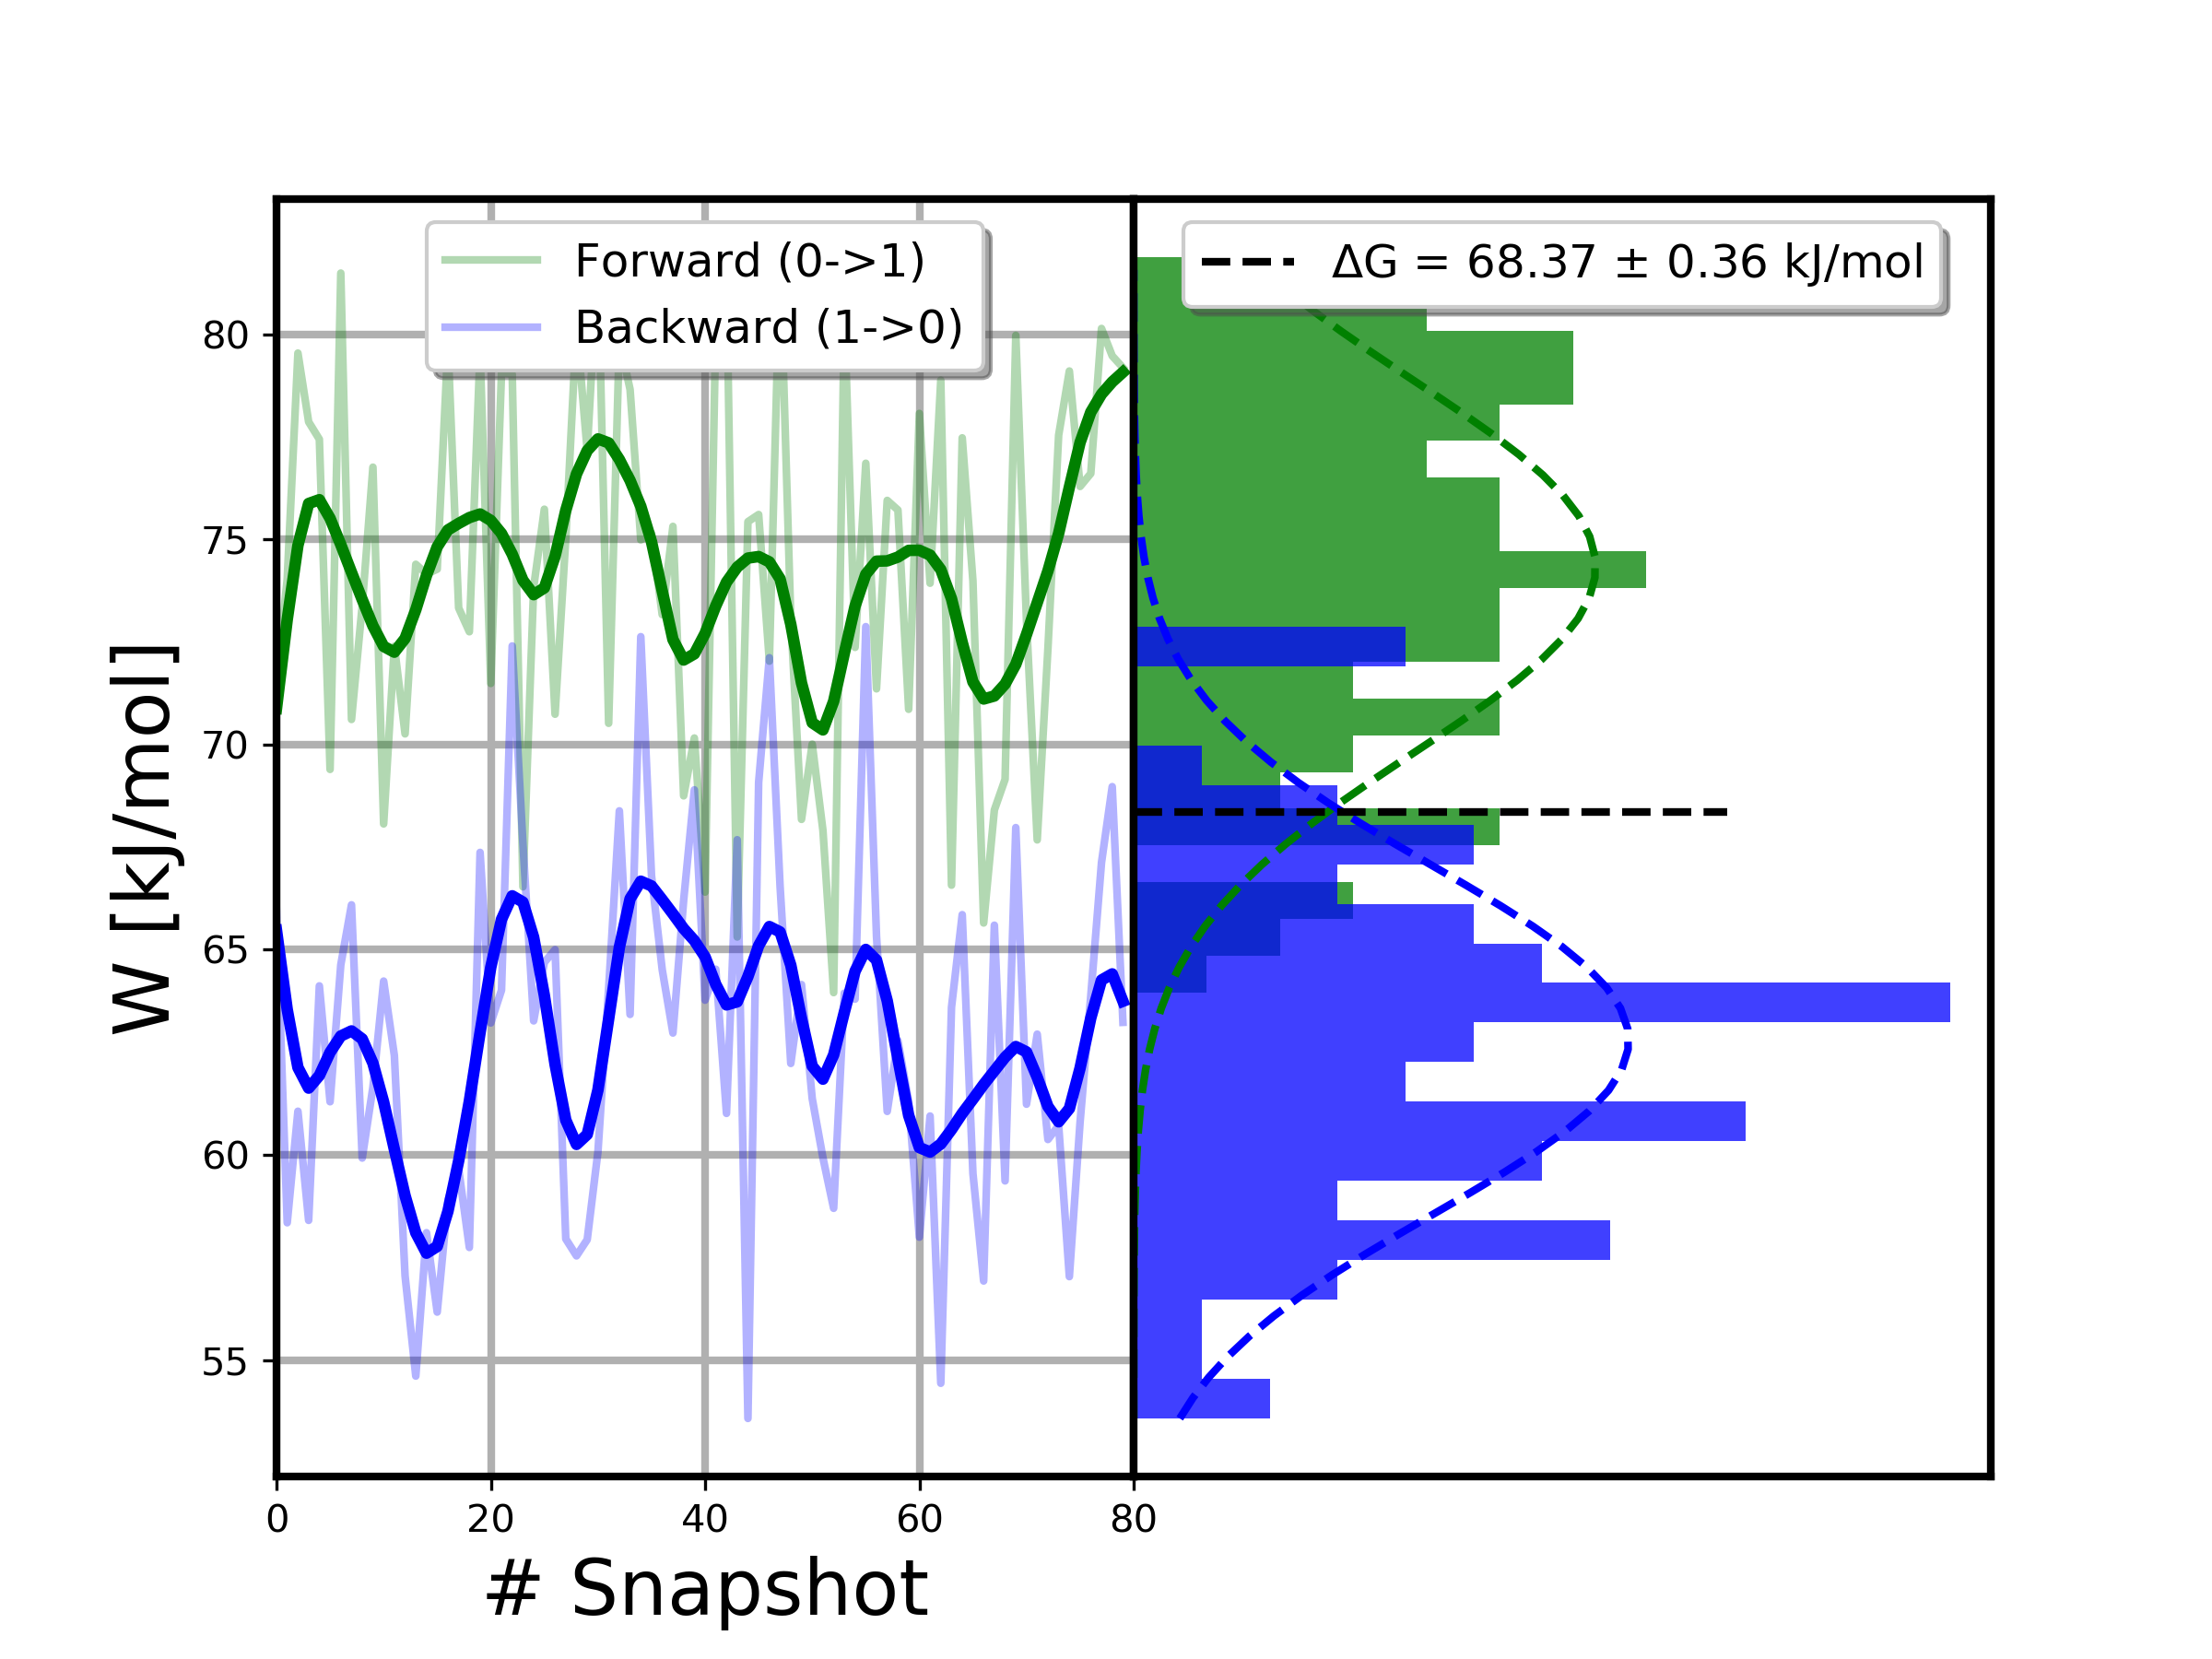 Forward (0->1)
Backward (1->0)
ΔG = 68.37 ± 0.36 kJ/mol
W [kJ/mol]
80
75
70
65
60
55
0 20 40 60 80
# Snapshot